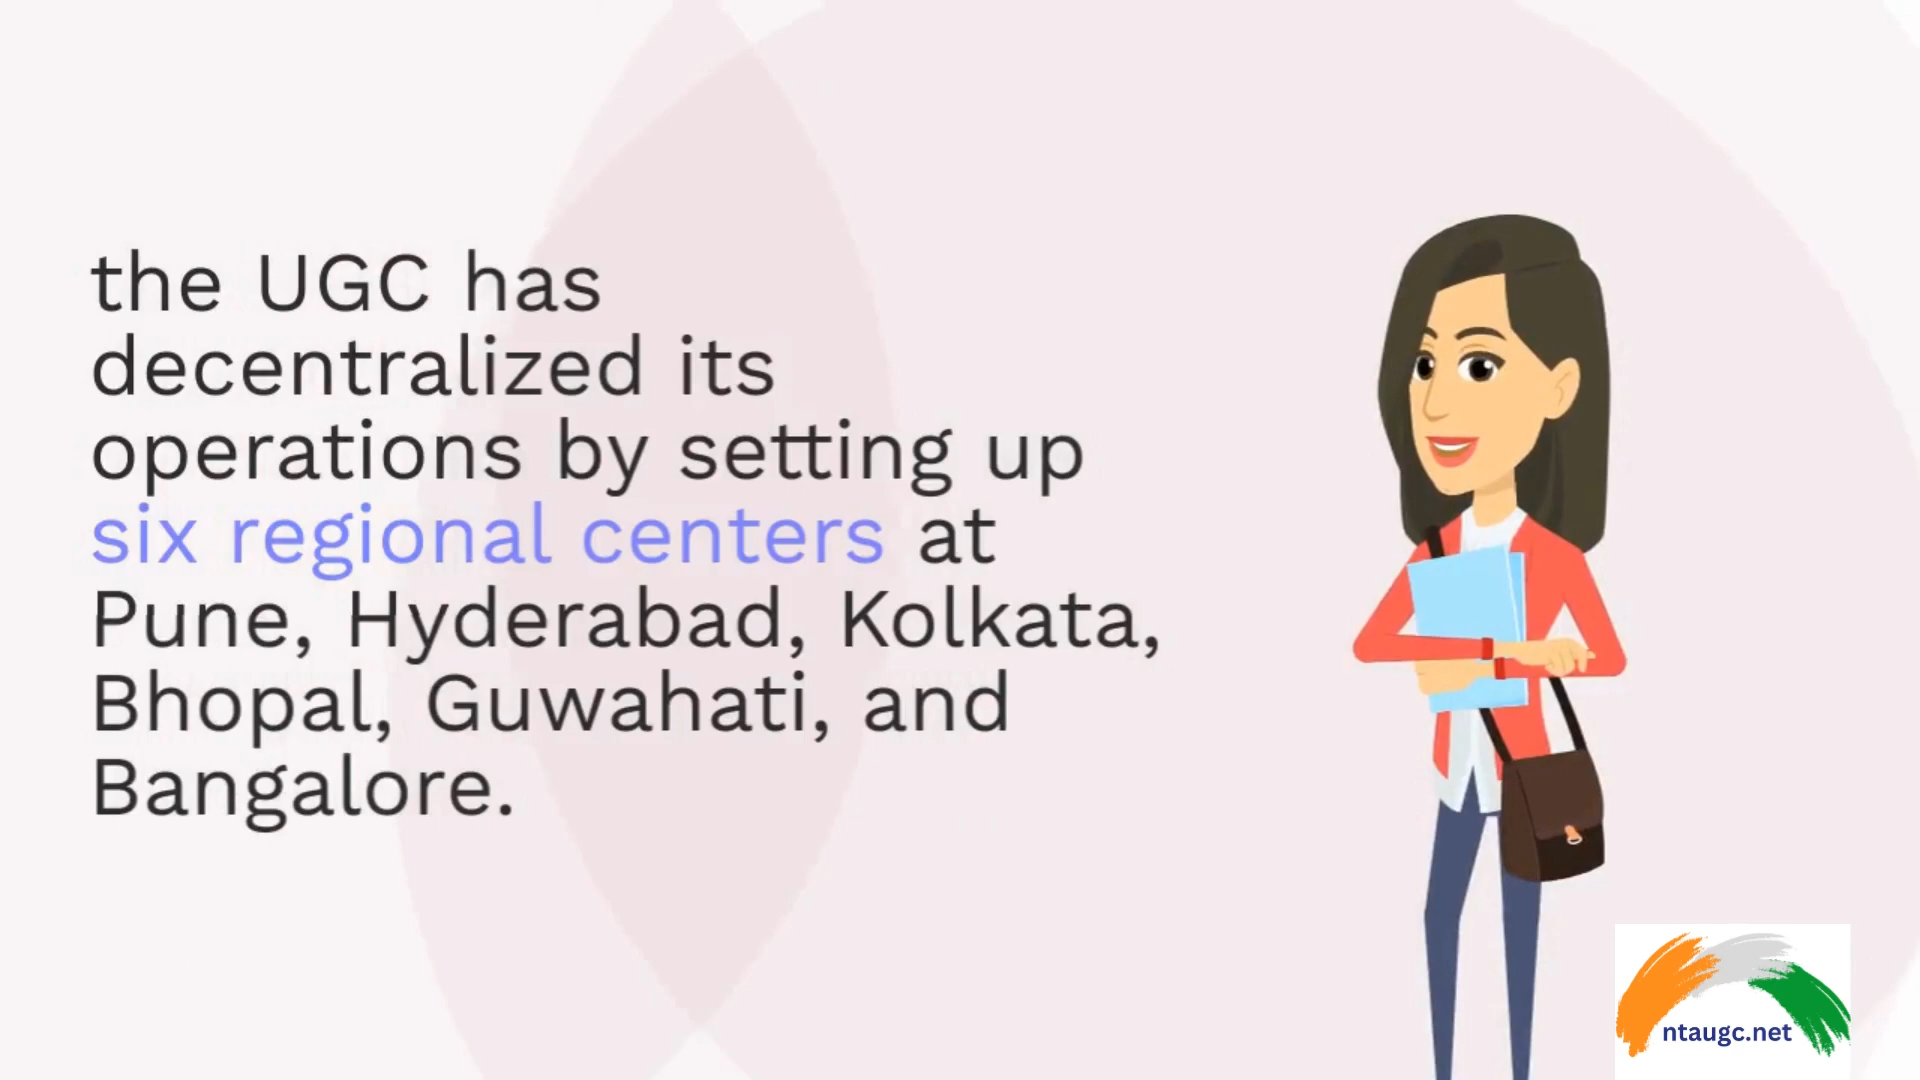 the UGC has
decentralized its
operations by setting up
six regional centers at
Pune, Hyderabad, Kolkata,
Bhopal, Guwahati, and
Bangalore.
ntaugc.net